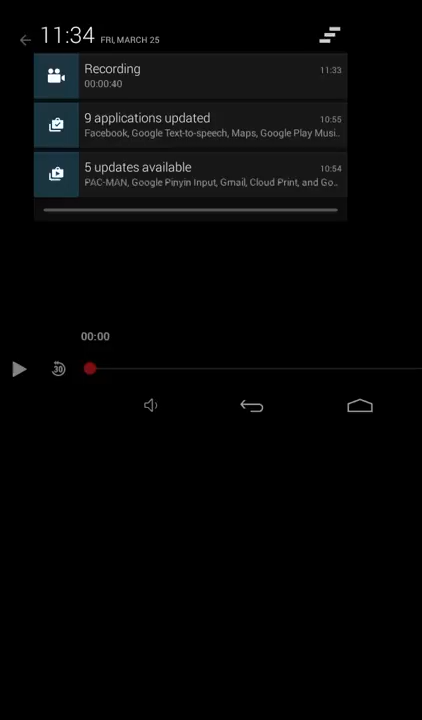 11:34 FRI, MARCH 25
Recording 11:33
00:00:40
9 applications updated 10:55
Facebook, Google Text-to-speech, Maps, Google Play Musi..
5 updates available 10:54
PAC-MAN, Google Pinyin Input, Gmail, Cloud Print, and Go..
00:00
30